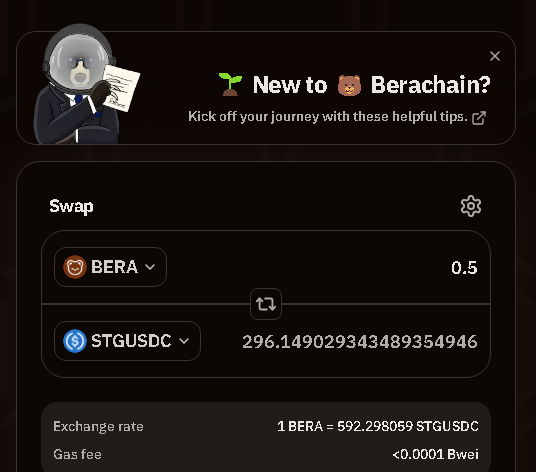 New to Berachain?
Kick off your journey with these helpful tips.
Swap
BERA 0.5
STGUSDC 296.149029343489354946
Exchange rate 1 BERA = 592.298059 STGUSDC
Gas fee <0.0001 Bwei